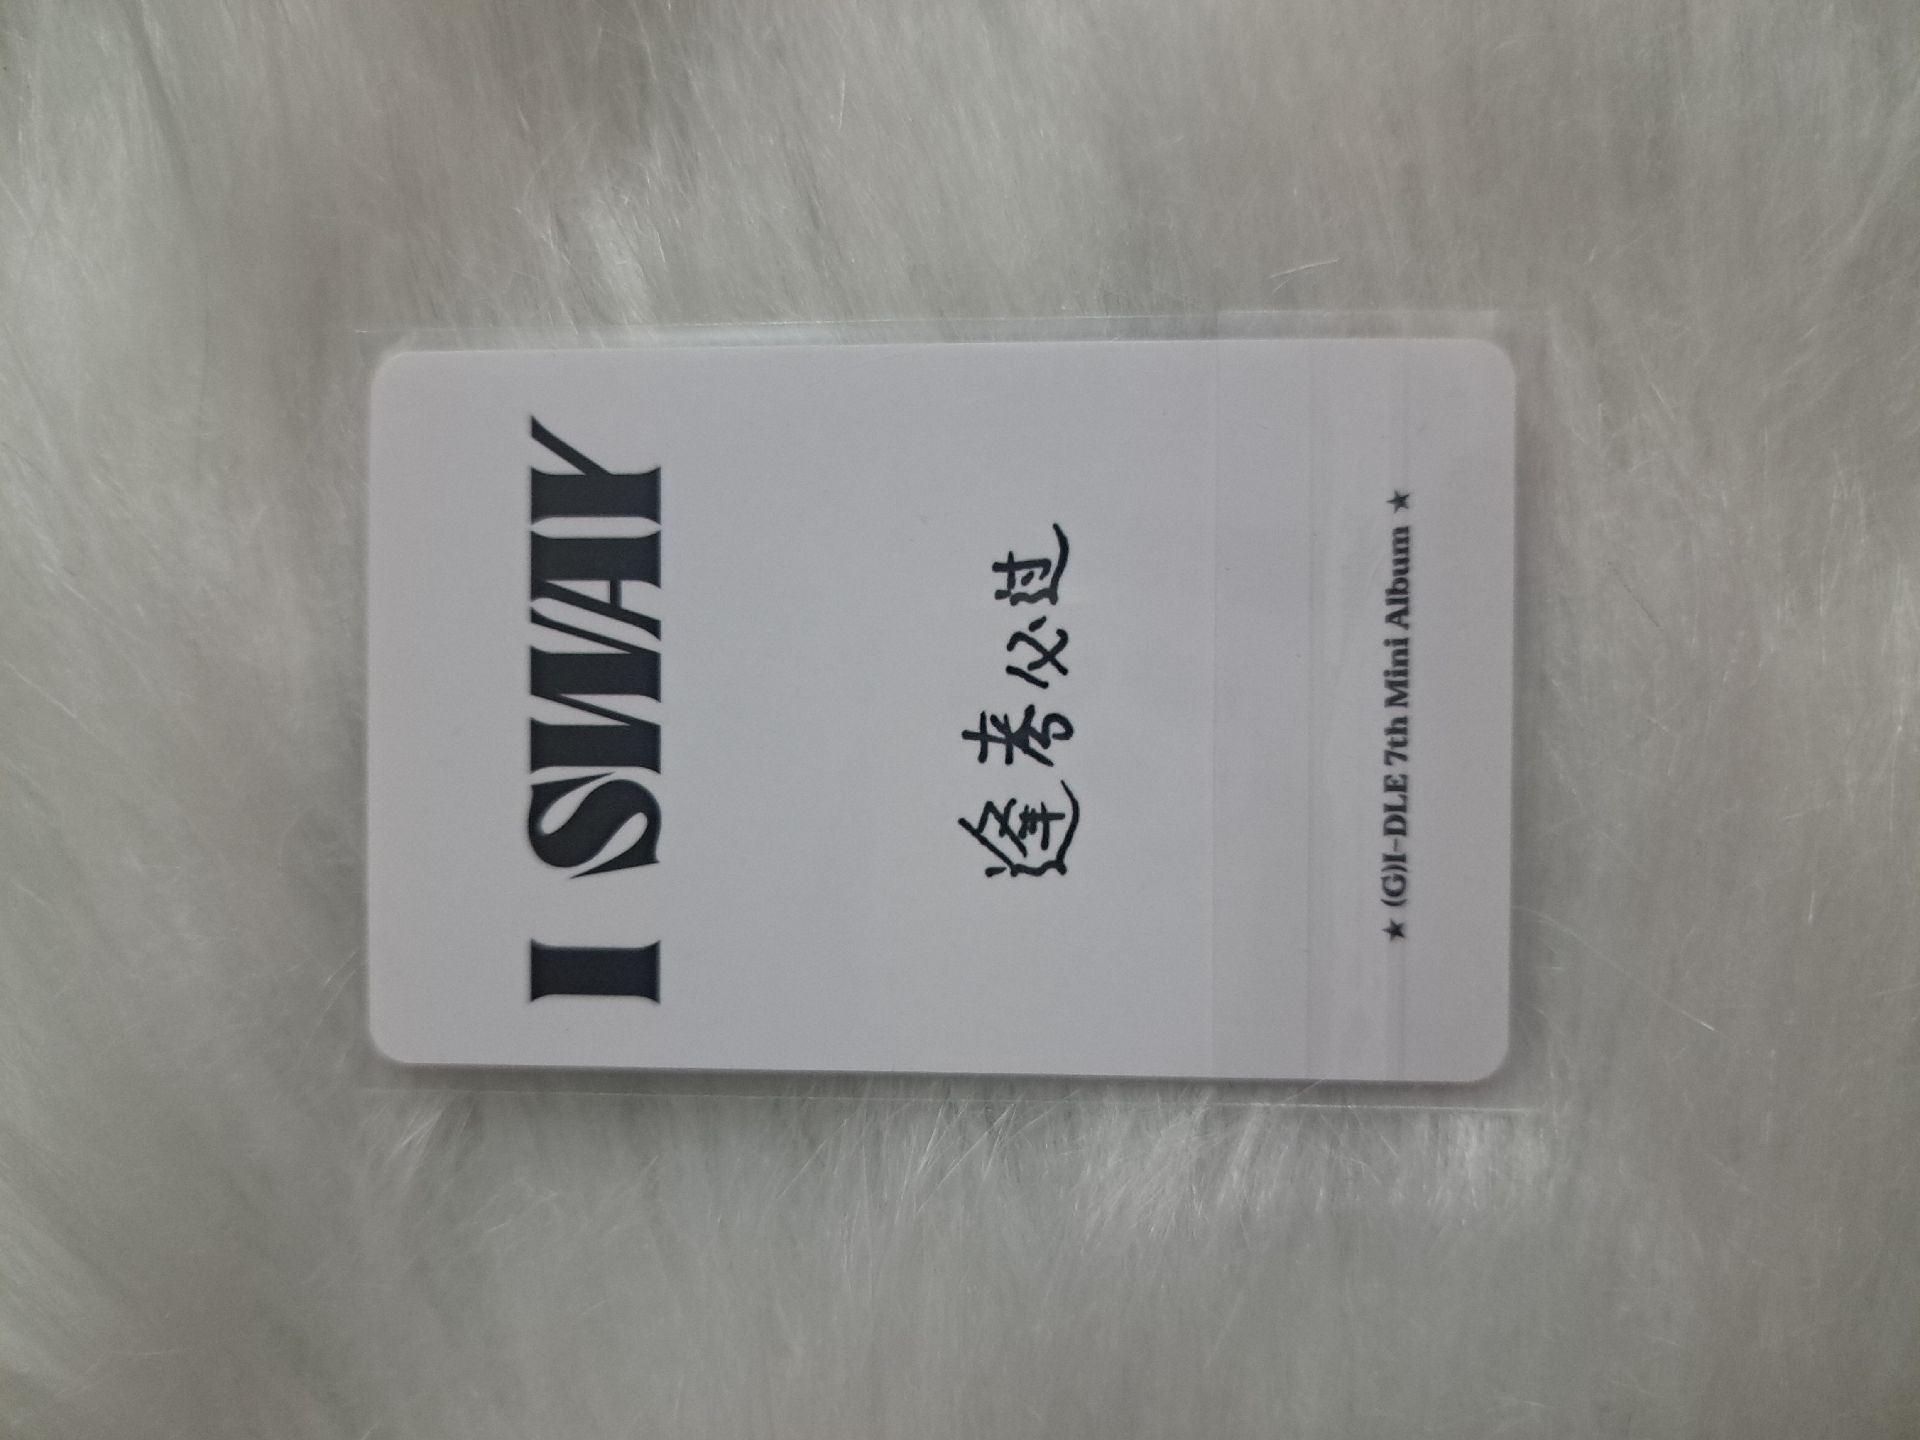 I SWAY
逢考必过
★ (G)I-DLE 7th Mini Album ★